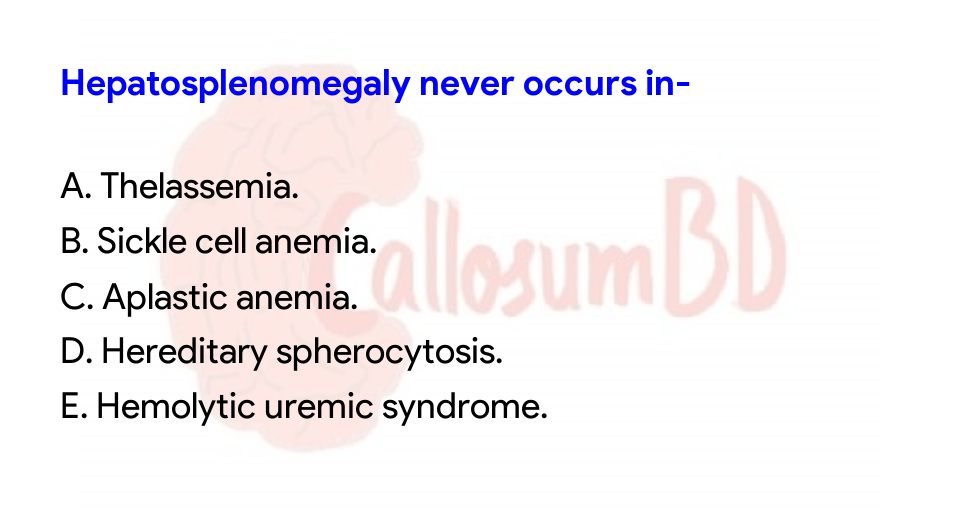 Hepatosplenomegaly never occurs in-
A. Thelassemia.
B. Sickle cell anemia.
C. Aplastic anemia.
CallosumBD
D. Hereditary spherocytosis.
E. Hemolytic uremic syndrome.